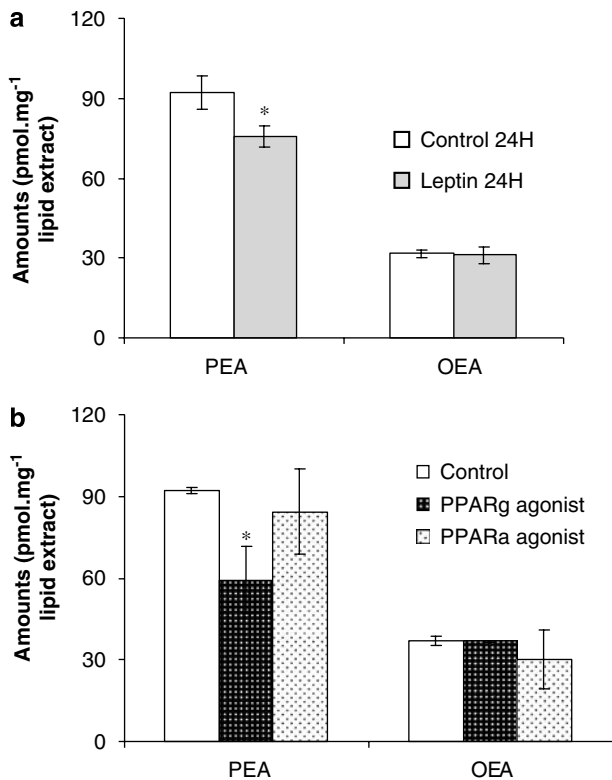 a
Amounts (pmol.mg-1
lipid extract)
120
90
60
30
0
*
Control 24H
Leptin 24H
PEA
OEA
b
Amounts (pmol.mg-1
lipid extract)
120
90
60
30
0
*
Control
PPARg agonist
PPARa agonist
PEA
OEA